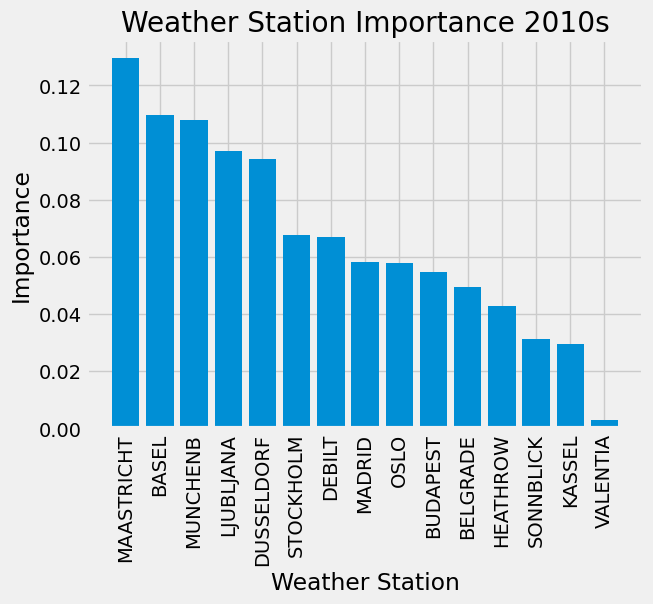 Weather Station Importance 2010s
Importance
0.12
0.10
0.08
0.06
0.04
0.02
0.00
MAASTRICHT
BASEL
MUNCHENB
LJUBLJANA
DUSSELDORF
STOCKHOLM
DEBILT
MADRID
OSLO
BUDAPEST
BELGRADE
HEATHROW
SONNBLICK
KASSEL
VALENTIA
Weather Station